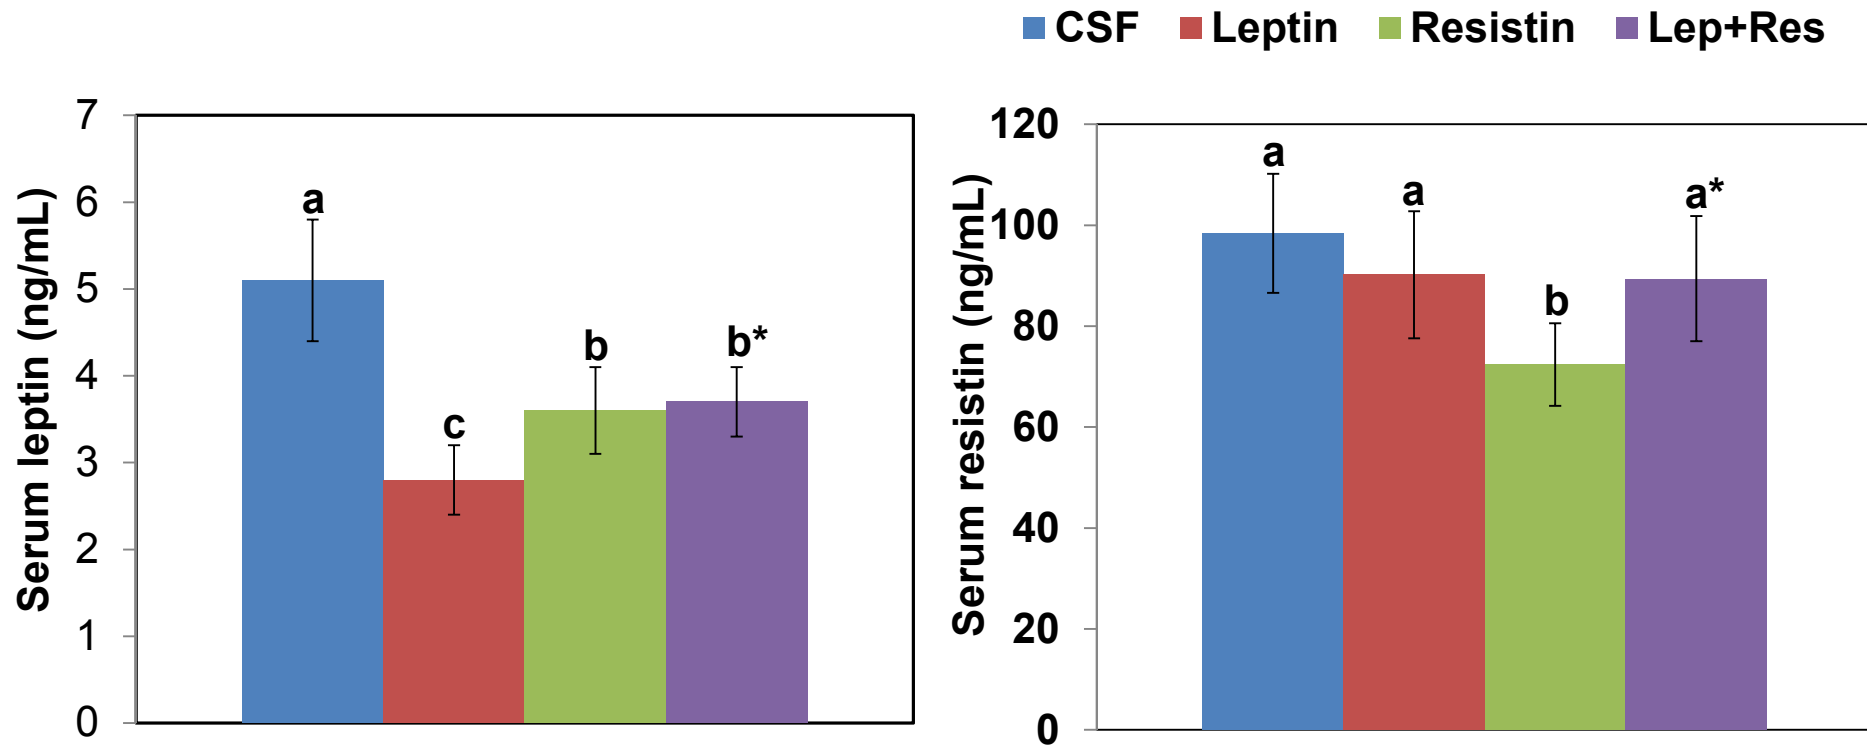 CSF Leptin Resistin Lep+Res
Serum leptin (ng/mL)
7
6
5
4
3
2
1
0
a
c
b
b*
Serum resistin (ng/mL)
120
100
80
60
40
20
0
a
a
b
a*